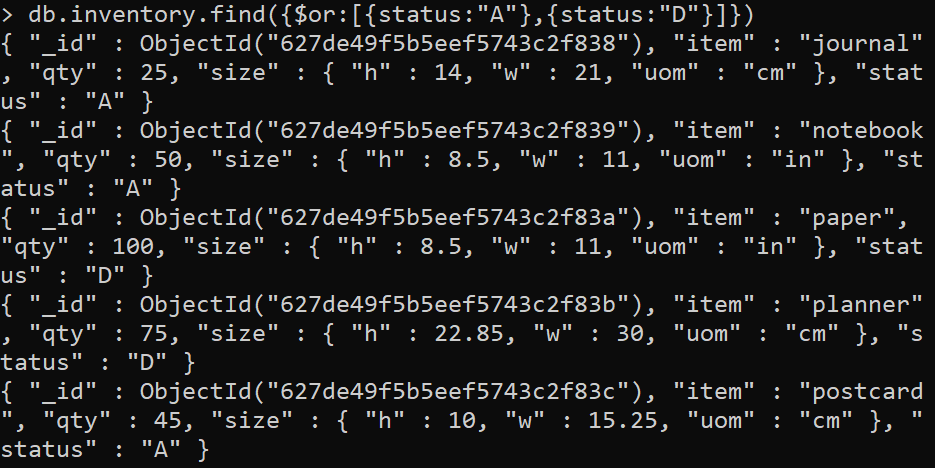 > db.inventory.find({$or:[{status:"A"},{status:"D"}]})
{ "_id" : ObjectId("627de49f5b5eef5743c2f838"), "item" : "journal"
, "qty" : 25, "size" : { "h" : 14, "w" : 21, "uom" : "cm" }, "stat
us" : "A" }
{ "_id" : ObjectId("627de49f5b5eef5743c2f839"), "item" : "notebook
", "qty" : 50, "size" : { "h" : 8.5, "w" : 11, "uom" : "in" }, "st
atus" : "A" }
{ "_id" : ObjectId("627de49f5b5eef5743c2f83a"), "item" : "paper",
"qty" : 100, "size" : { "h" : 8.5, "w" : 11, "uom" : "in" }, "stat
us" : "D" }
{ "_id" : ObjectId("627de49f5b5eef5743c2f83b"), "item" : "planner"
, "qty" : 75, "size" : { "h" : 22.85, "w" : 30, "uom" : "cm" }, "s
tatus" : "D" }
{ "_id" : ObjectId("627de49f5b5eef5743c2f83c"), "item" : "postcard
", "qty" : 45, "size" : { "h" : 10, "w" : 15.25, "uom" : "cm" }, "
status" : "A" }